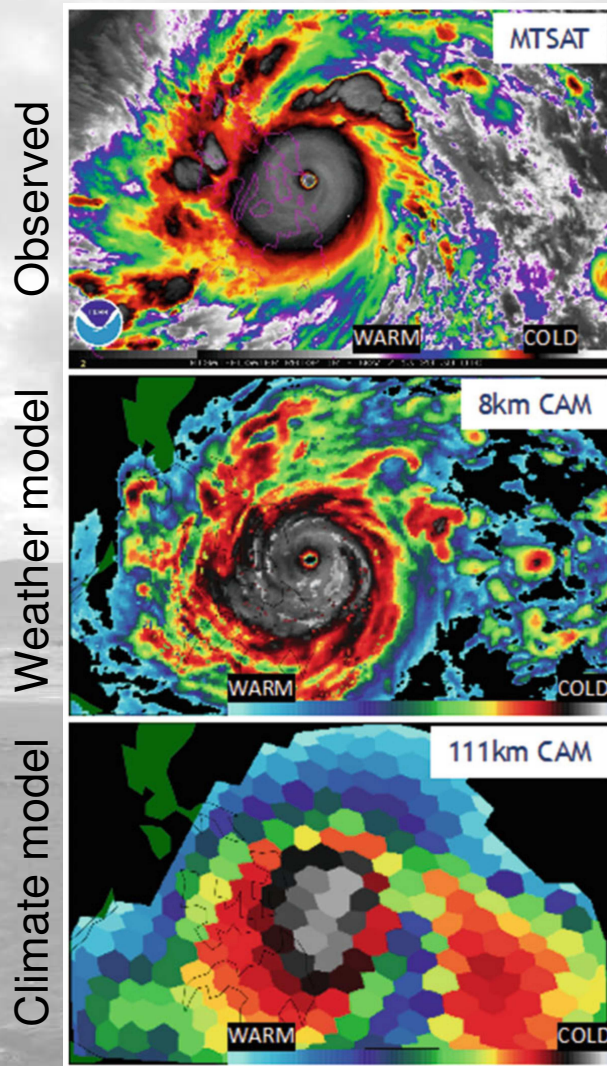 Observed
MTSAT
WARM
COLD
Weather model
8km CAM
WARM
COLD
Climate model
111km CAM
WARM
COLD